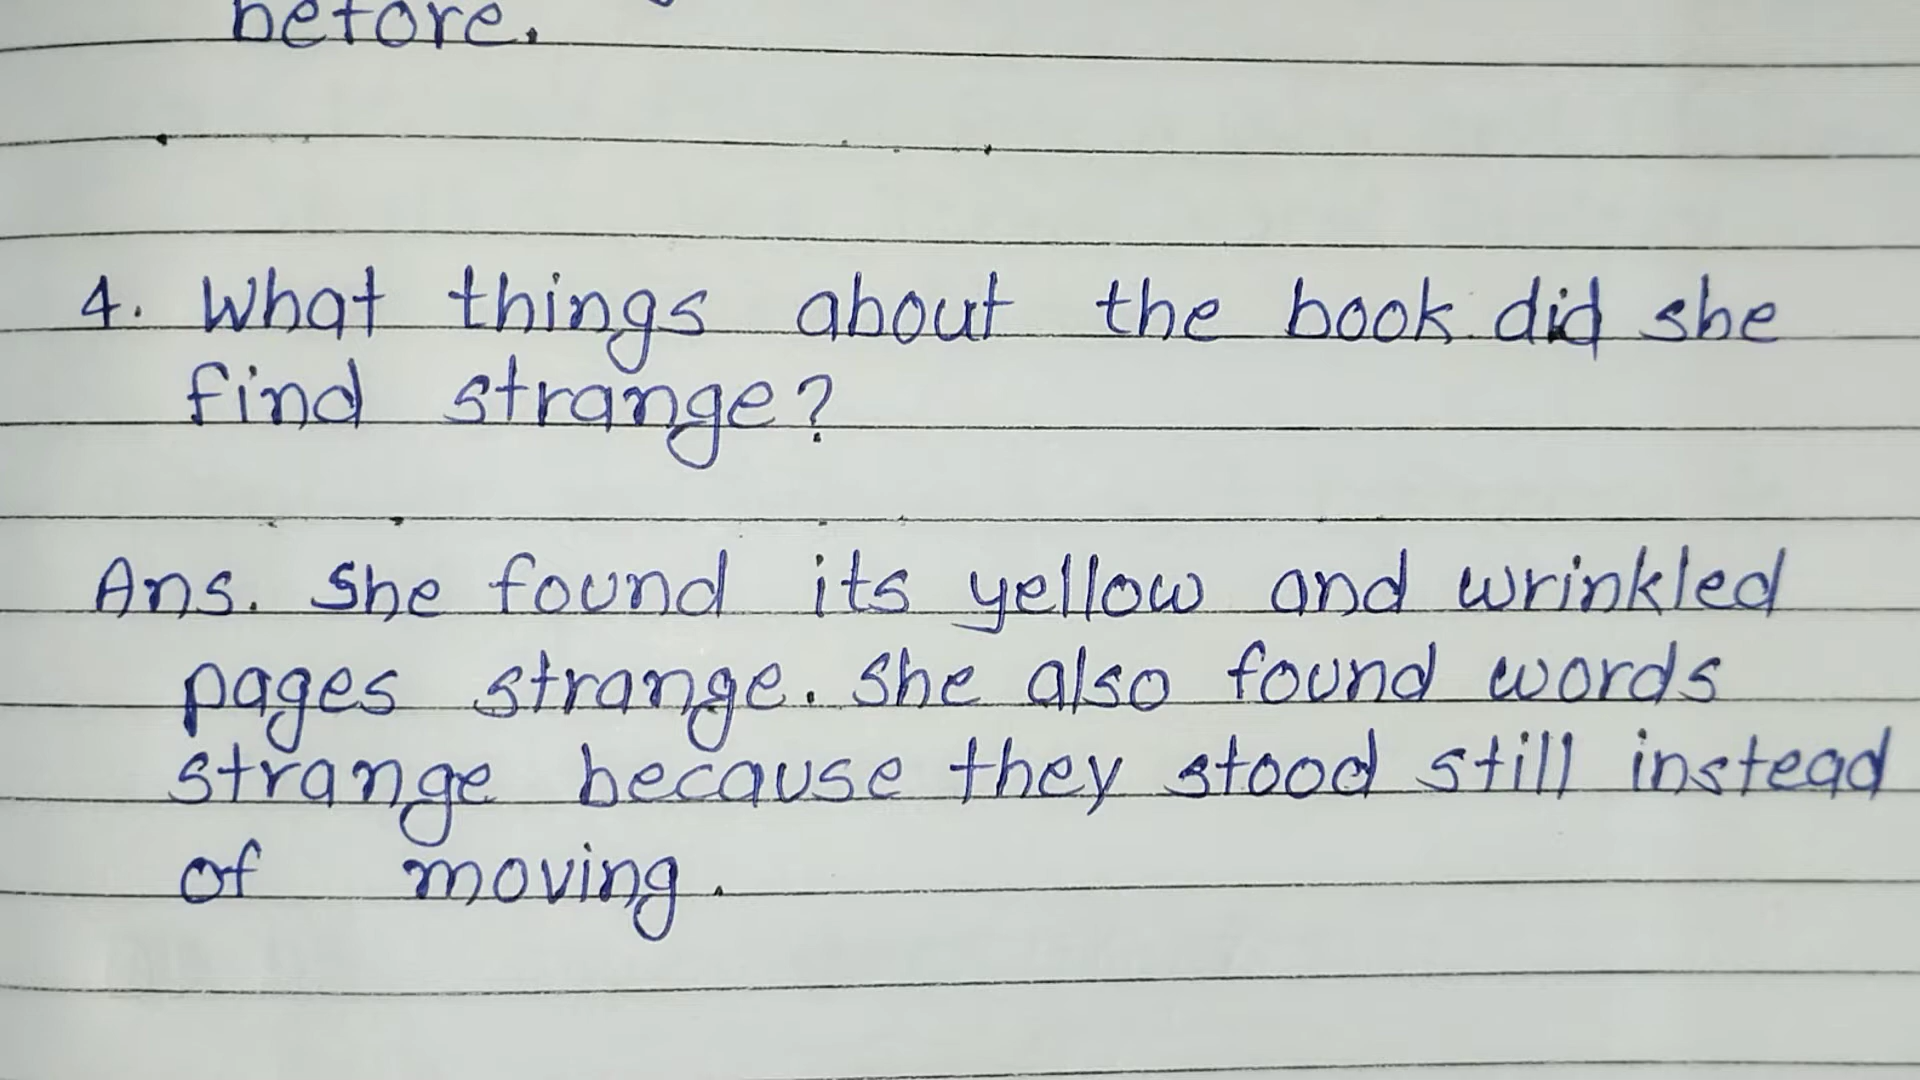 before.
4. What things about the book did she
find strange?
Ans. She found its yellow and wrinkled
pages strange. She also found words
strange because they stood still instead
of moving.